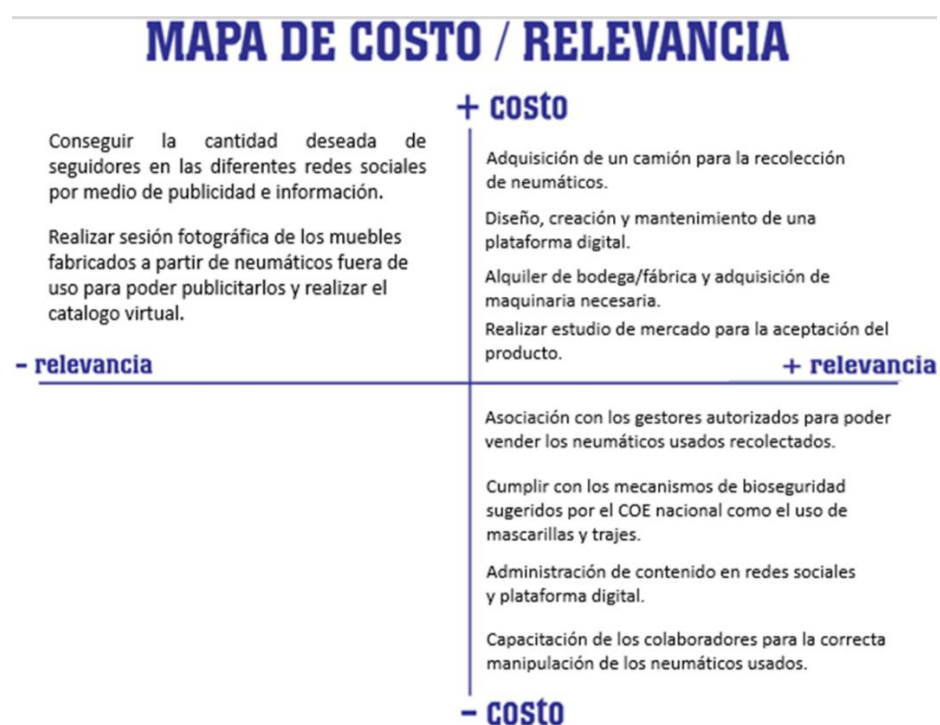 MAPA DE COSTO / RELEVANCIA
+ costo
Conseguir la cantidad deseada de
seguidores en las diferentes redes sociales
por medio de publicidad e información.
Realizar sesión fotográfica de los muebles
fabricados a partir de neumáticos fuera de
uso para poder publicitarlos y realizar el
catalogo virtual.
Adquisición de un camión para la recolección
de neumáticos.
Diseño, creación y mantenimiento de una
plataforma digital.
Alquiler de bodega/fábrica y adquisición de
maquinaria necesaria.
Realizar estudio de mercado para la aceptación del
producto.
- relevancia
+ relevancia
Asociación con los gestores autorizados para poder
vender los neumáticos usados recolectados.
Cumplir con los mecanismos de bioseguridad
sugeridos por el COE nacional como el uso de
mascarillas y trajes.
Administración de contenido en redes sociales
y plataforma digital.
Capacitación de los colaboradores para la correcta
manipulación de los neumáticos usados.
- costo